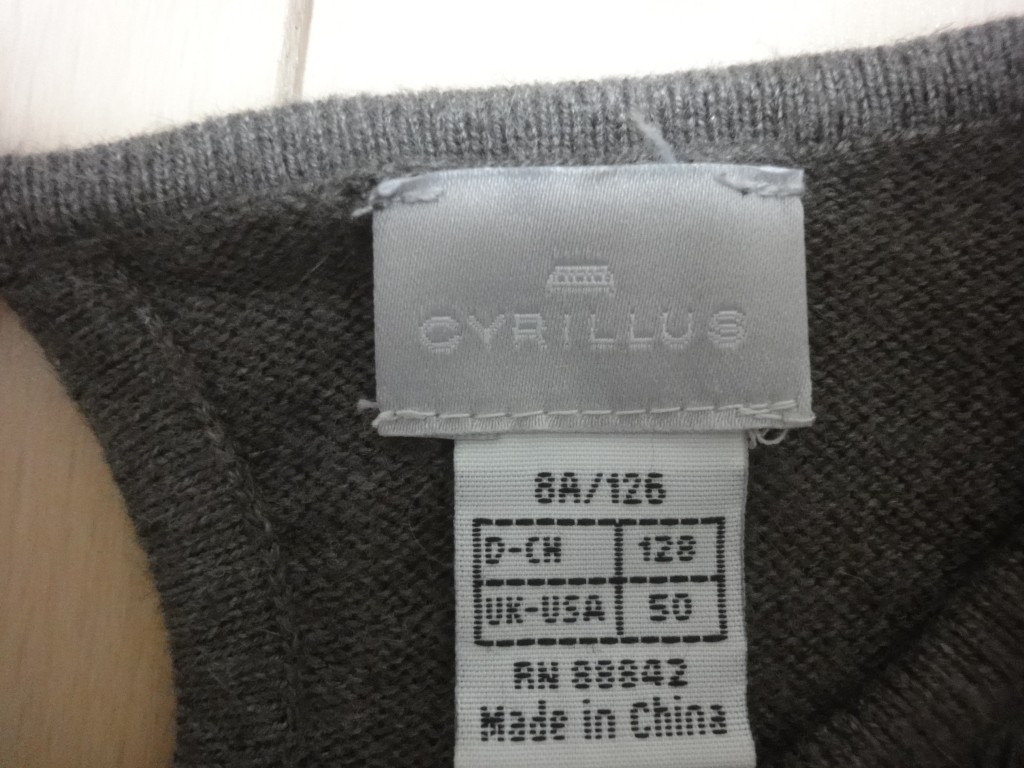 CYRILLUS
8A/126
D-CH 128
UK-USA 50
RN 88842
Made in China